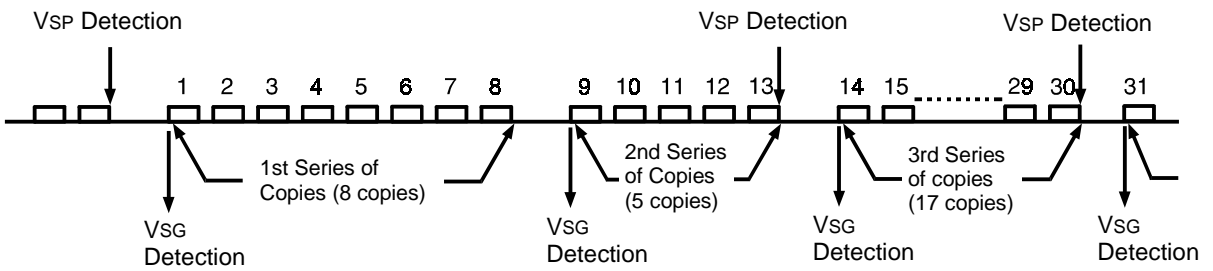 VSP Detection
VSP Detection
VSP Detection
1 2 3 4 5 6 7 8 9 10 11 12 13 14 15 29 30 31
1st Series of
Copies (8 copies)
2nd Series
of Copies
(5 copies)
3rd Series
of copies
(17 copies)
VSG
Detection
VSG
Detection
VSG
Detection
VSG
Detection